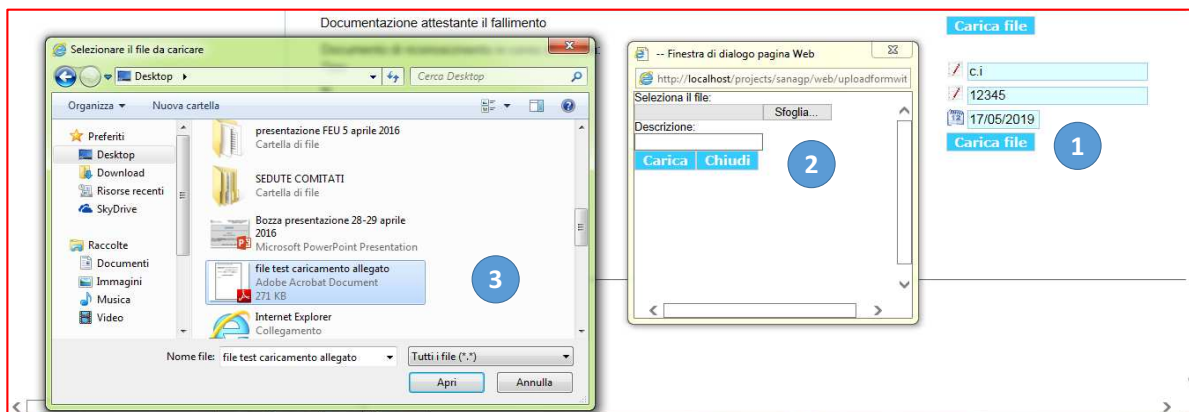 Documentazione attestante il fallimento
Carica file
Selezionare il file da caricare
Desktop
Cerca Desktop
Organizza
Nuova cartella
Preferiti
Desktop
Download
Risorse recenti
SkyDrive
Raccolte
Documenti
Immagini
Musica
Video
presentazione FEU 5 aprile 2016
Cartella di file
SEDUTE COMITATI
Cartella di file
Bozza presentazione 28-29 aprile
2016
Microsoft PowerPoint Presentation
file test caricamento allegato
Adobe Acrobat Document
271 KB
Internet Explorer
Collegamento
3
Nome file: file test caricamento allegato
Tutti i file (*.*)
Apri Annulla
-- Finestra di dialogo pagina Web
http://localhost/projects/sanagp/web/uploadformwit
Seleziona il file:
Sfoglia...
Descrizione:
Carica Chiudi
2
c.i
12345
12 17/05/2019
Carica file
1